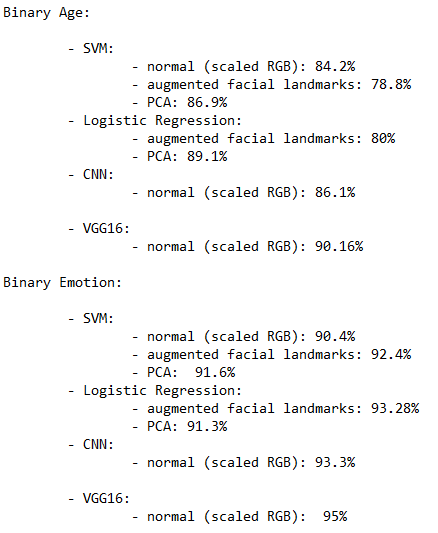 Binary Age:
- SVM:
- normal (scaled RGB): 84.2%
- augmented facial landmarks: 78.8%
- PCA: 86.9%
- Logistic Regression:
- augmented facial landmarks: 80%
- PCA: 89.1%
- CNN:
- normal (scaled RGB): 86.1%
- VGG16:
- normal (scaled RGB): 90.16%
Binary Emotion:
- SVM:
- normal (scaled RGB): 90.4%
- augmented facial landmarks: 92.4%
- PCA:  91.6%
- Logistic Regression:
- augmented facial landmarks: 93.28%
- PCA: 91.3%
- CNN:
- normal (scaled RGB): 93.3%
- VGG16:
- normal (scaled RGB):  95%